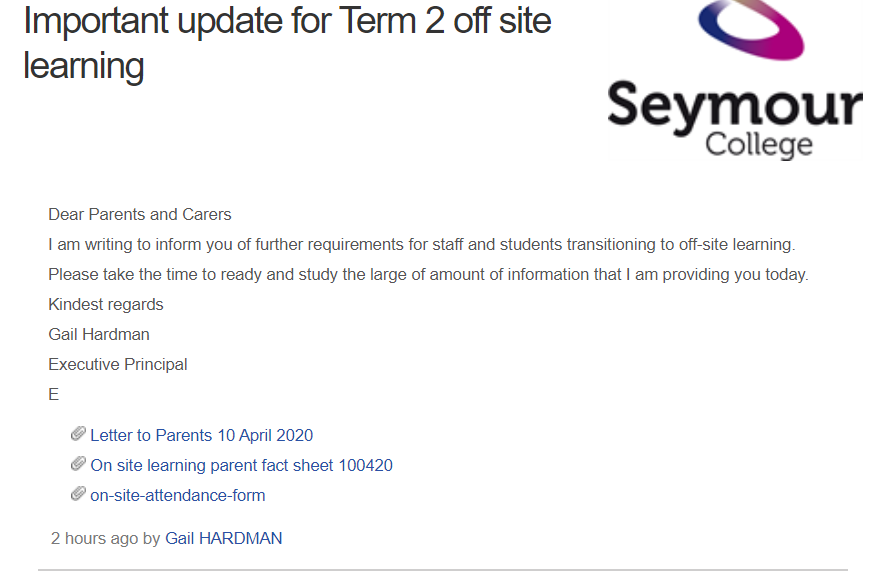 Important update for Term 2 off site
learning
Seymour
College
Dear Parents and Carers
I am writing to inform you of further requirements for staff and students transitioning to off-site learning.
Please take the time to ready and study the large of amount of information that I am providing you today.
Kindest regards
Gail Hardman
Executive Principal
E
Letter to Parents 10 April 2020
On site learning parent fact sheet 100420
on-site-attendance-form
2 hours ago by Gail HARDMAN